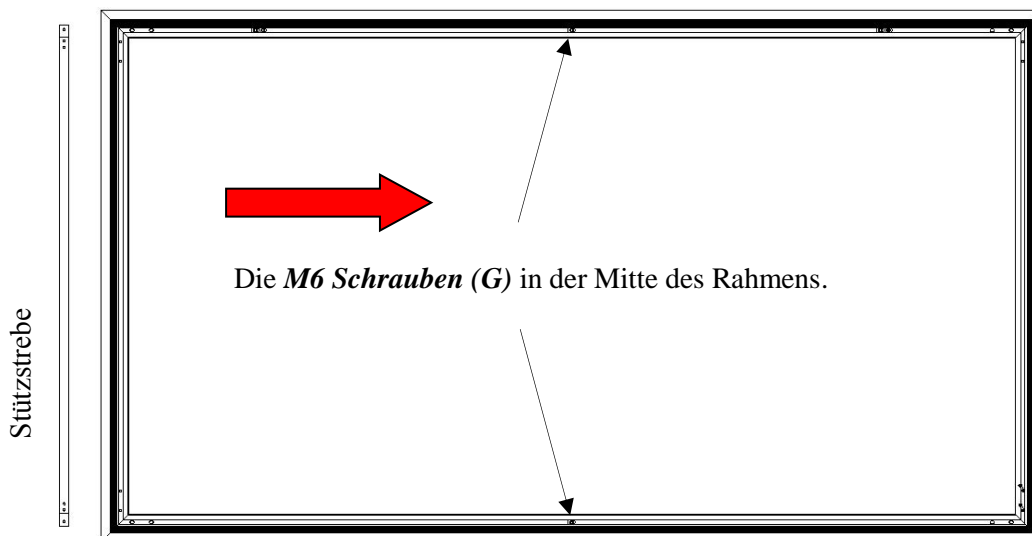 Die M6 Schrauben (G) in der Mitte des Rahmens.
Stützstrebe